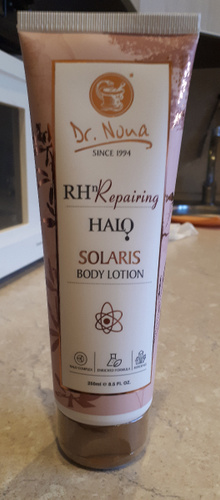 Dr. Nona
SINCE 1994
RHⁿ Repairing
HALO
SOLARIS
BODY LOTION
250ml ℮ 8.5 FL. OZ.